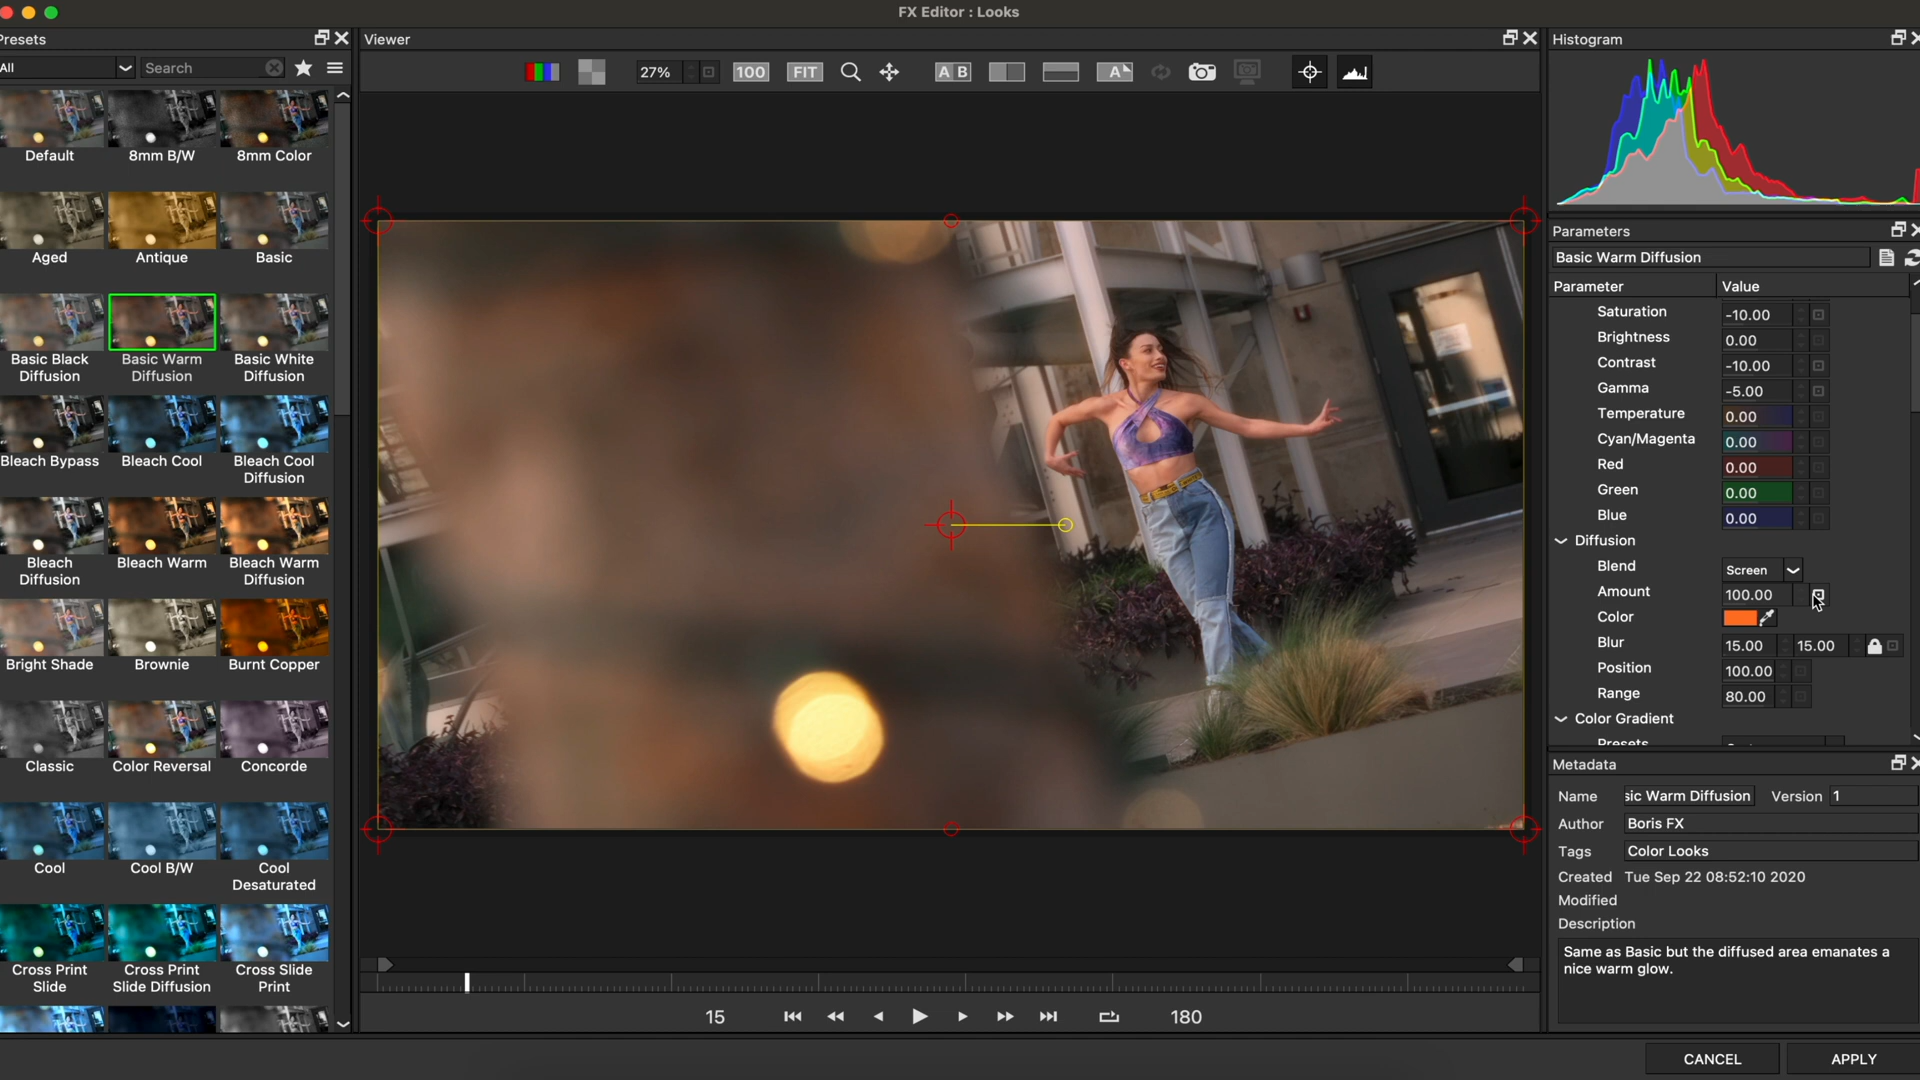 FX Editor : Looks
Presets
All
Search
Default
8mm B/W
8mm Color
Aged
Antique
Basic
Basic Black Diffusion
Basic Warm Diffusion
Basic White Diffusion
Bleach Bypass
Bleach Cool
Bleach Cool Diffusion
Bleach Diffusion
Bleach Warm
Bleach Warm Diffusion
Bright Shade
Brownie
Burnt Copper
Classic
Color Reversal
Concorde
Cool
Cool B/W
Cool Desaturated
Cross Print Slide
Cross Print Slide Diffusion
Cross Slide Print
Viewer
27%
100
FIT
A B
A
15
180
Histogram
Parameters
Basic Warm Diffusion
Parameter Value
Saturation -10.00
Brightness 0.00
Contrast -10.00
Gamma -5.00
Temperature 0.00
Cyan/Magenta 0.00
Red 0.00
Green 0.00
Blue 0.00
Diffusion
Blend Screen
Amount 100.00
Color
Blur 15.00 15.00
Position 100.00
Range 80.00
Color Gradient
Presets
Metadata
Name sic Warm Diffusion Version 1
Author Boris FX
Tags Color Looks
Created Tue Sep 22 08:52:10 2020
Modified
Description
Same as Basic but the diffused area emanates a
nice warm glow.
CANCEL
APPLY